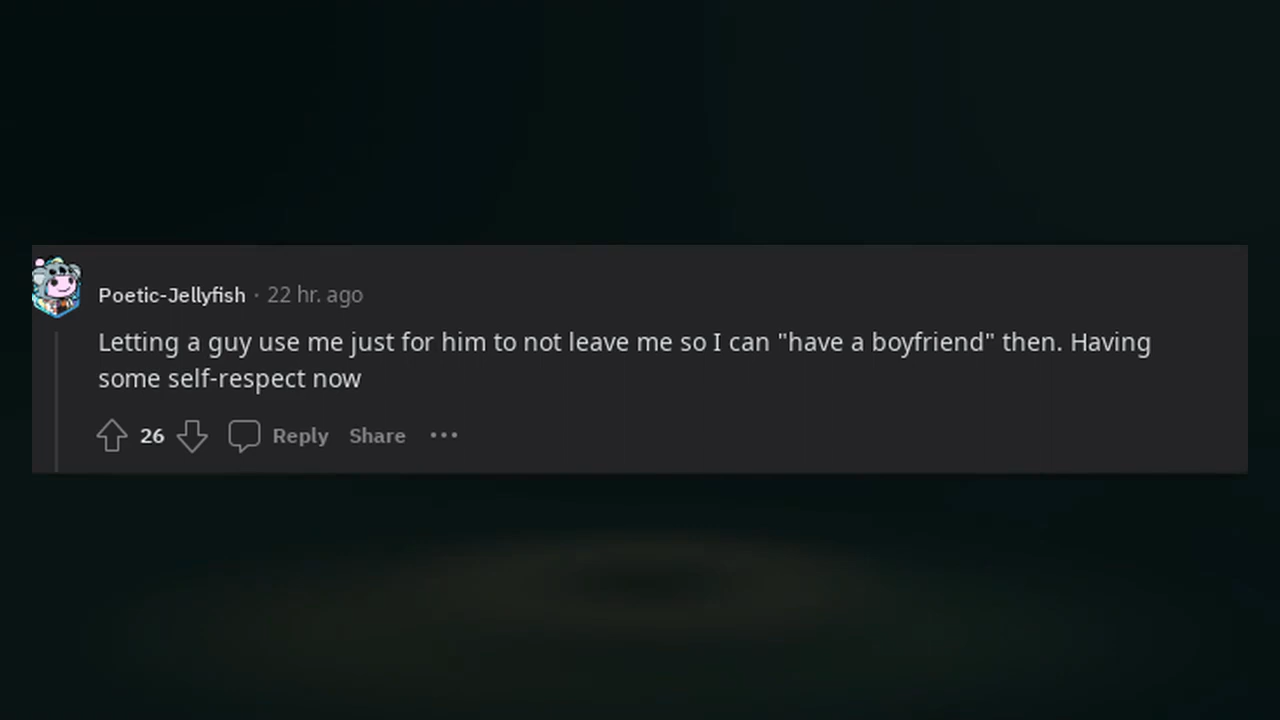 Poetic-Jellyfish · 22 hr. ago
Letting a guy use me just for him to not leave me so I can "have a boyfriend" then. Having
some self-respect now
26 Reply Share ···